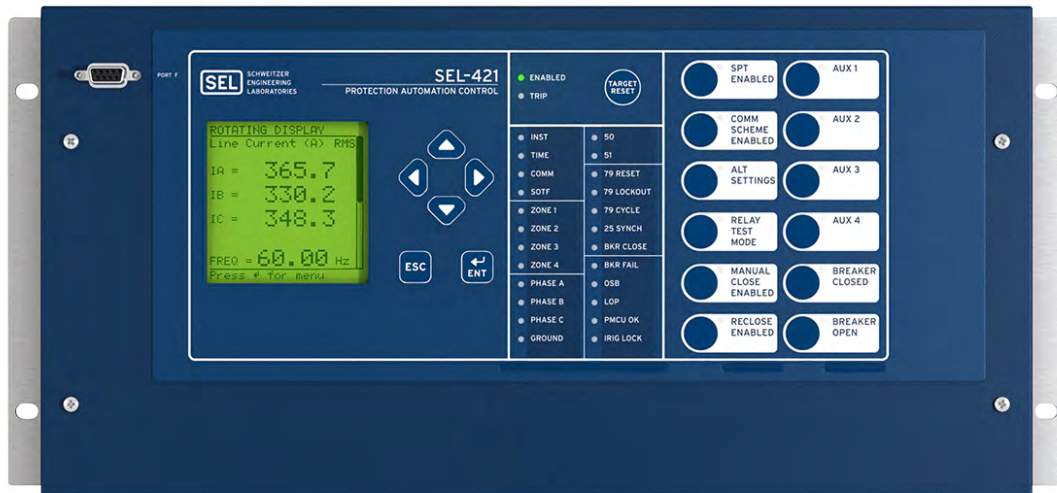 PORT F
SEL
SCHWEITZER
ENGINEERING
LABORATORIES
SEL-421
PROTECTION AUTOMATION CONTROL
ROTATING DISPLAY
Line Current (A) RMS
IA = 365.7
IB = 330.2
IC = 348.3
FREQ = 60.00 Hz
Press ↵ for menu
ESC
ENT
ENABLED
TRIP
TARGET
RESET
INST
TIME
COMM
SOTF
ZONE 1
ZONE 2
ZONE 3
ZONE 4
PHASE A
PHASE B
PHASE C
GROUND
50
51
79 RESET
79 LOCKOUT
79 CYCLE
25 SYNCH
BKR CLOSE
BKR FAIL
OSB
LOP
PMCU OK
IRIG LOCK
SPT
ENABLED
AUX 1
COMM
SCHEME
ENABLED
AUX 2
ALT
SETTINGS
AUX 3
RELAY
TEST
MODE
AUX 4
MANUAL
CLOSE
ENABLED
BREAKER
CLOSED
RECLOSE
ENABLED
BREAKER
OPEN